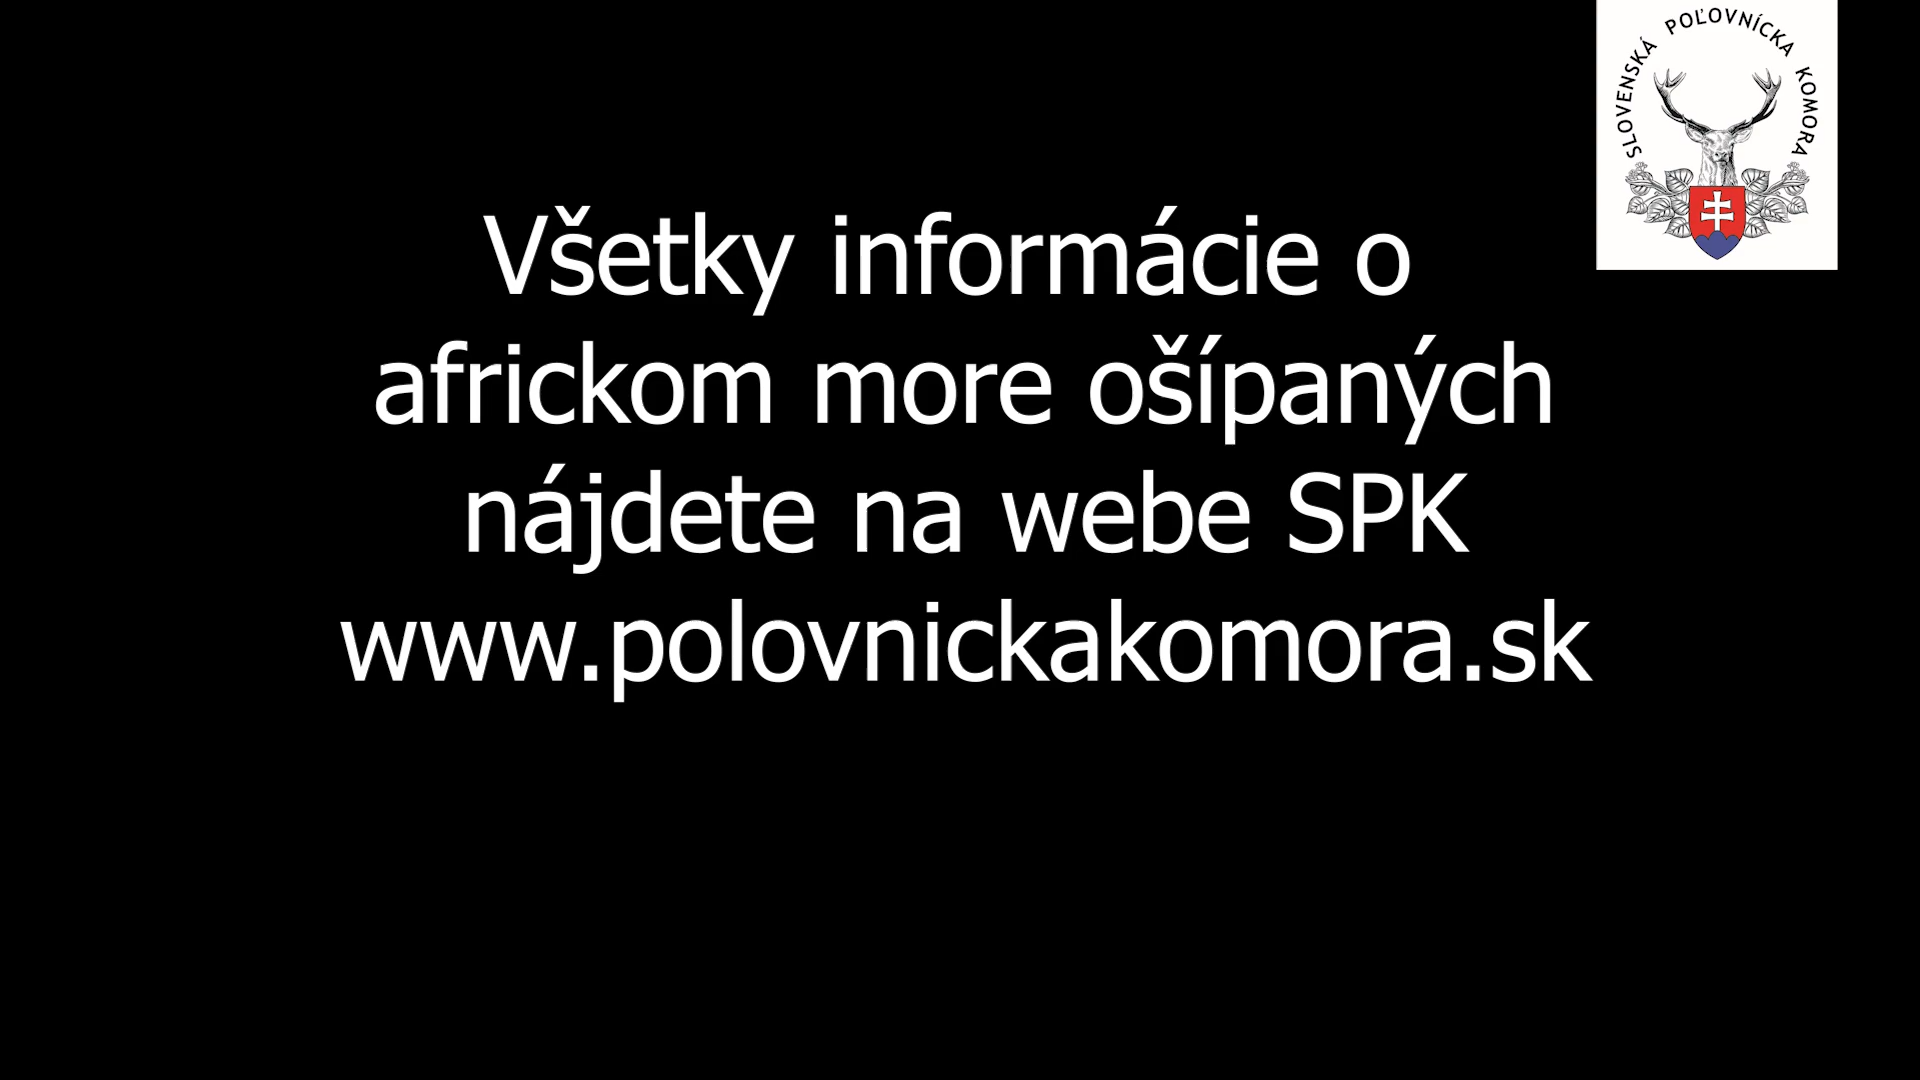 SLOVENSKÁ POĽOVNÍCKA KOMORA
Všetky informácie o
africkom more ošípaných
nájdete na webe SPK
www.polovnickakomora.sk